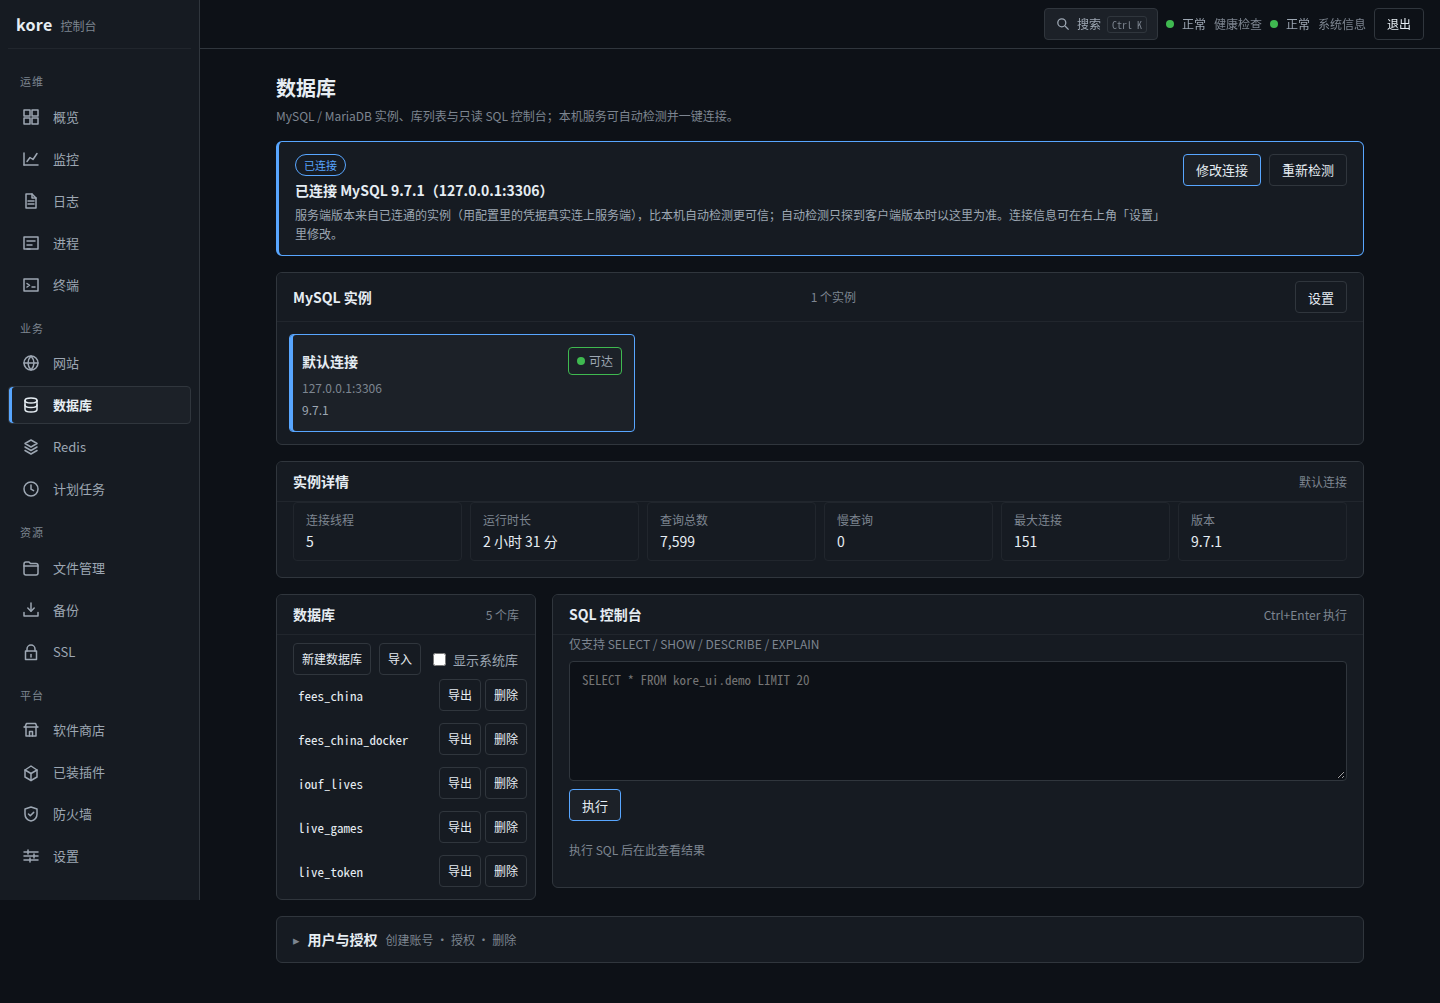 kore 控制台
搜索 Ctrl K 正常 健康检查 正常 系统信息 退出
运维
概览
监控
日志
进程
终端
业务
网站
数据库
Redis
计划任务
资源
文件管理
备份
SSL
平台
软件商店
已装插件
防火墙
设置
数据库
MySQL / MariaDB 实例、库列表与只读 SQL 控制台；本机服务可自动检测并一键连接。
已连接
已连接 MySQL 9.7.1（127.0.0.1:3306）
服务端版本来自已连通的实例（用配置里的凭据真实连上服务端），比本机自动检测更可信；自动检测只探到客户端版本时以这里为准。连接信息可在右上角「设置」
里修改。
修改连接 重新检测
MySQL 实例 1 个实例 设置
默认连接 可达
127.0.0.1:3306
9.7.1
实例详情 默认连接
连接线程 运行时长 查询总数 慢查询 最大连接 版本
5 2 小时 31 分 7,599 0 151 9.7.1
数据库 5 个库
新建数据库 导入 显示系统库
fees_china 导出 删除
fees_china_docker 导出 删除
iouf_lives 导出 删除
live_games 导出 删除
live_token 导出 删除
SQL 控制台 Ctrl+Enter 执行
仅支持 SELECT / SHOW / DESCRIBE / EXPLAIN
SELECT * FROM kore_ui.demo LIMIT 20
执行
执行 SQL 后在此查看结果
▸ 用户与授权 创建账号 · 授权 · 删除